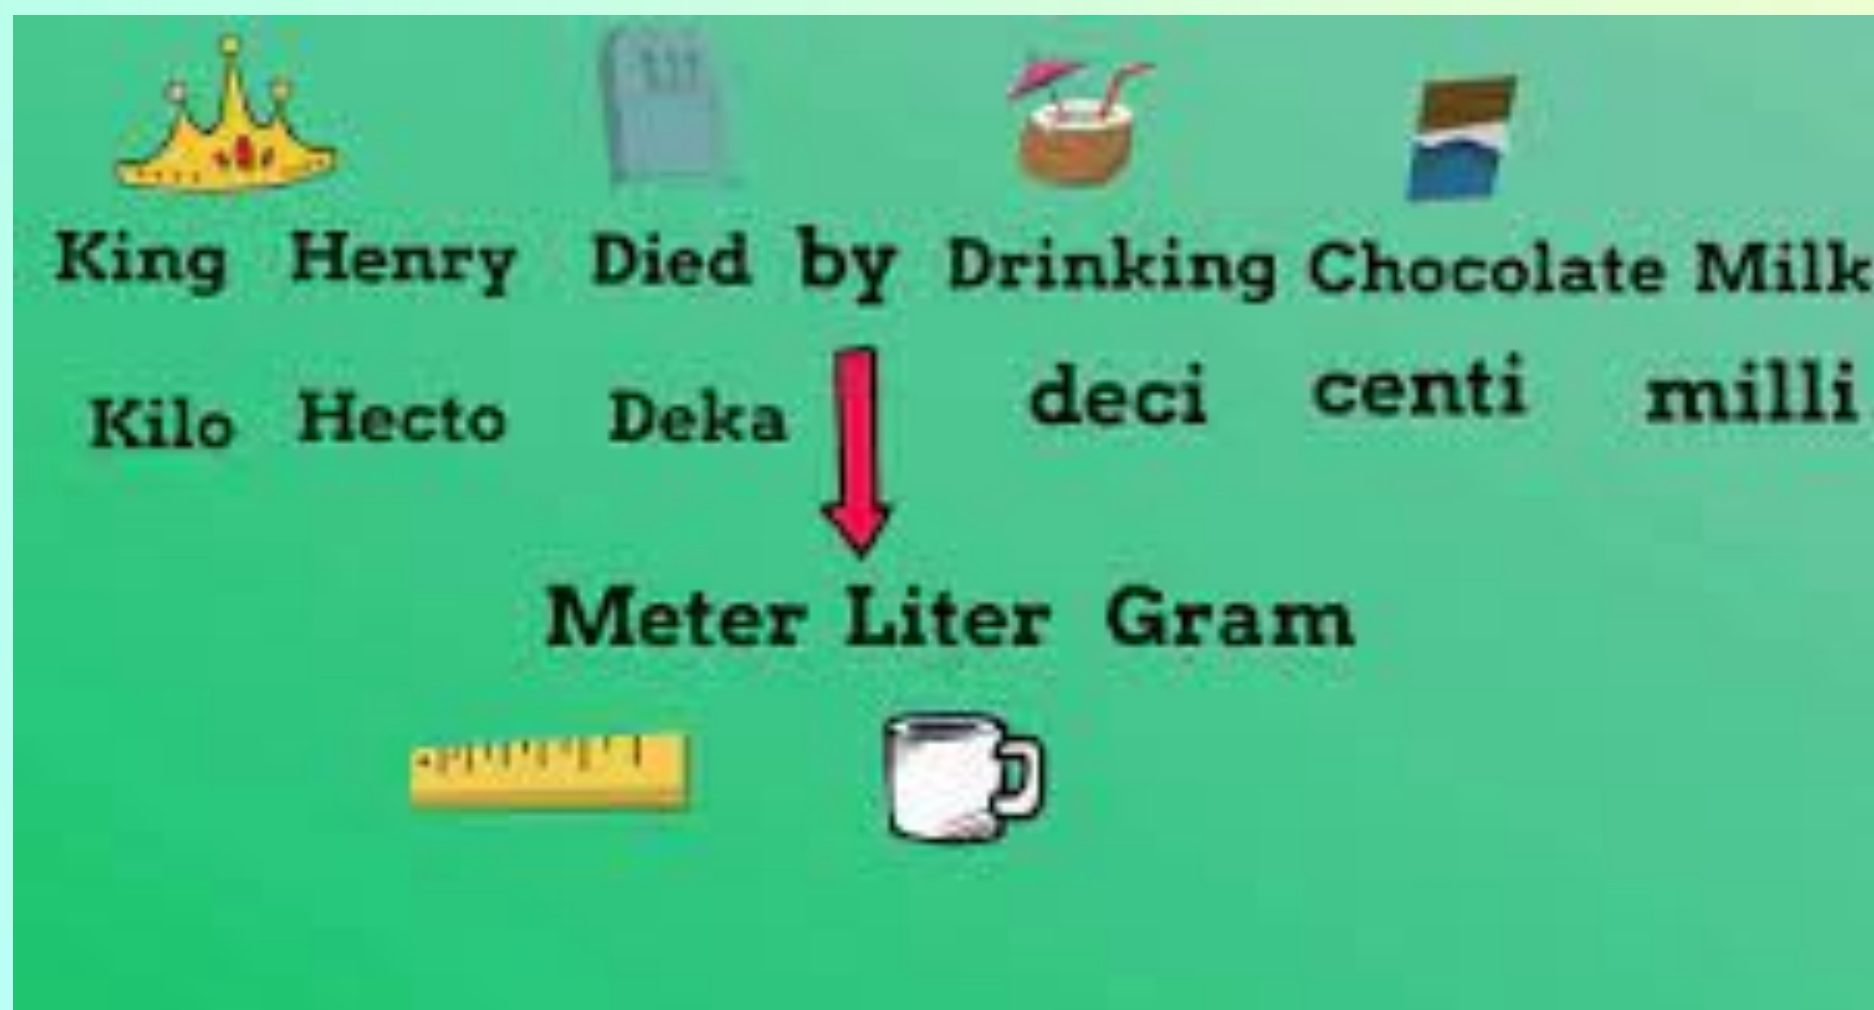 King Henry Died by Drinking Chocolate Milk
Kilo Hecto Deka deci centi milli
Meter Liter Gram